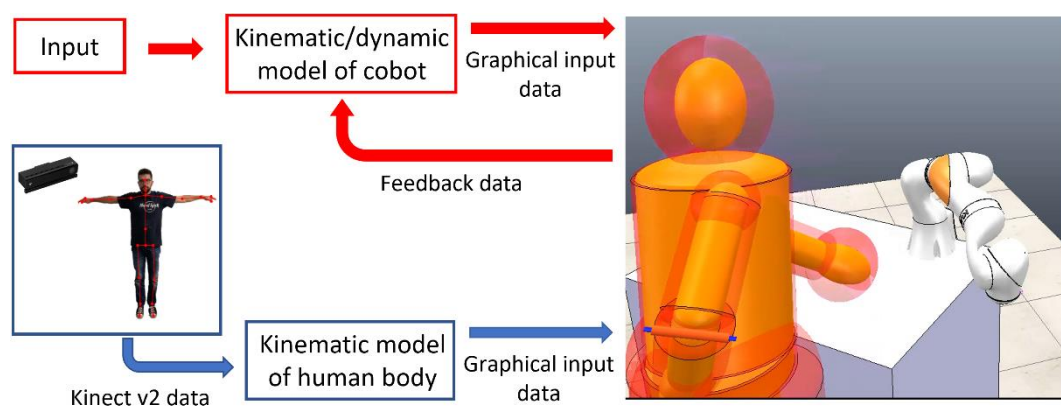 Input
Kinematic/dynamic
model of cobot
Graphical input
data
Feedback data
Kinematic model
of human body
Graphical input
data
Kinect v2 data